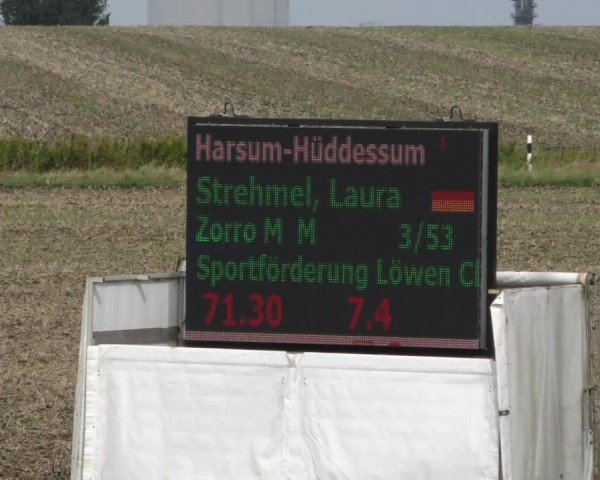 Harsum-Hüddessum
Strehmel, Laura
Zorro M M 3/53
Sportförderung Löwen Cl
71.30 7.4